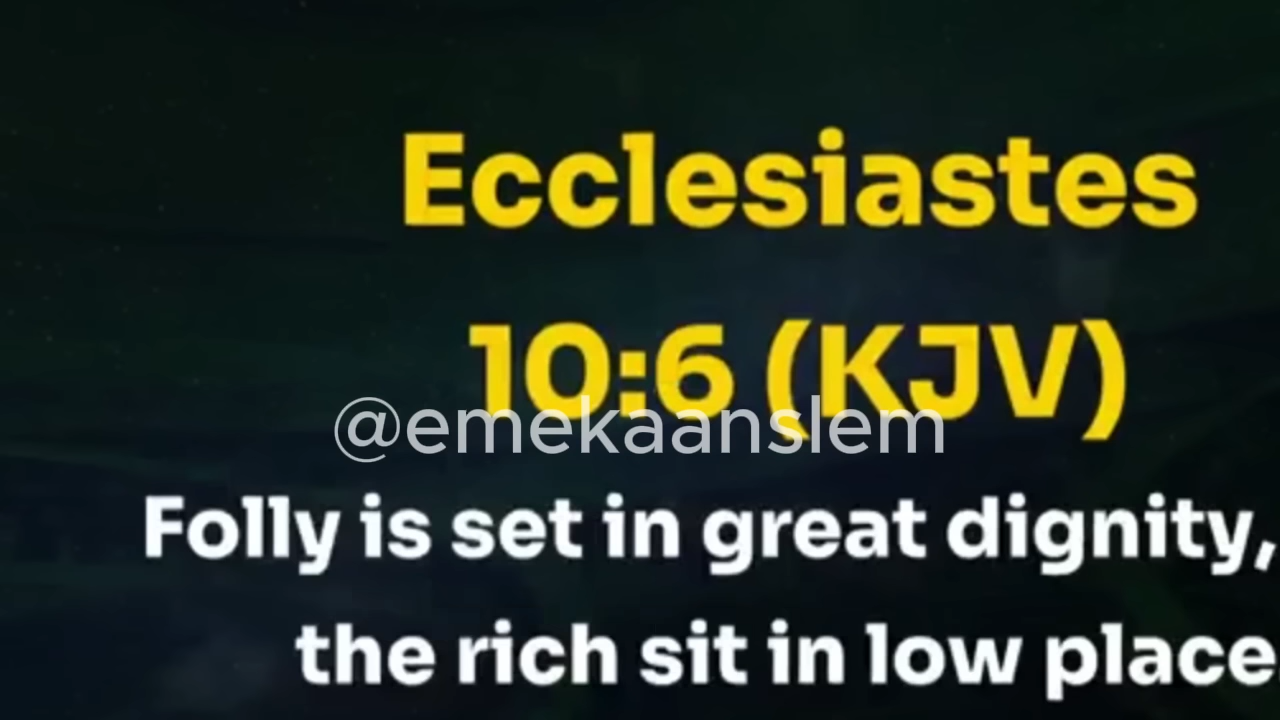 Ecclesiastes
10:6 (KJV)
@emekaanslem
Folly is set in great dignity,
the rich sit in low place